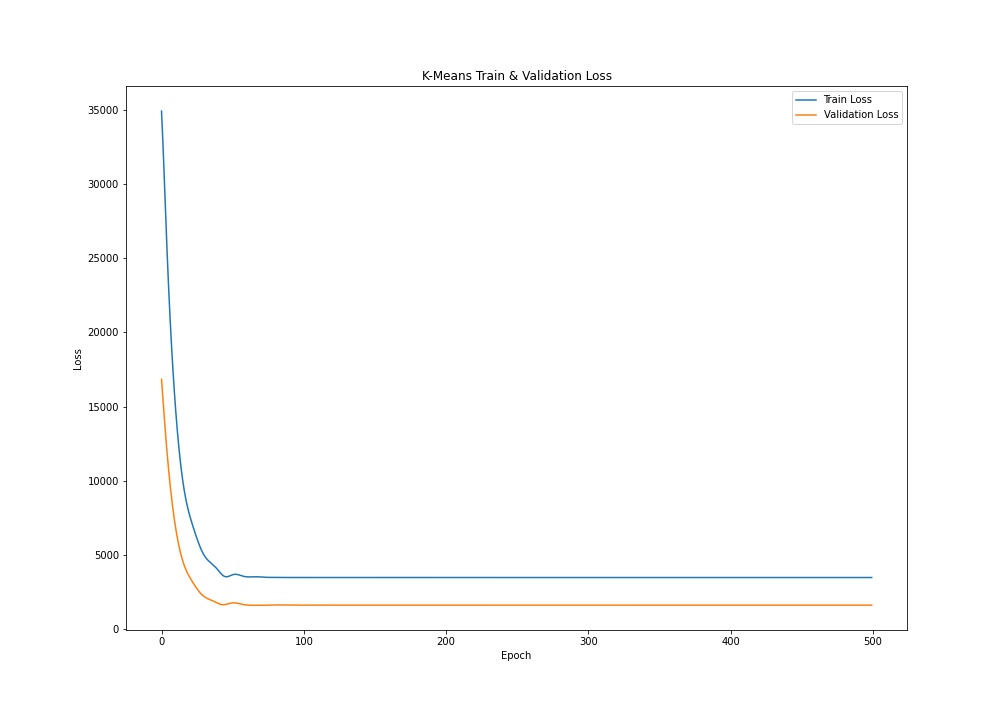 K-Means Train & Validation Loss
Train Loss
Validation Loss
35000
30000
25000
20000
15000
10000
5000
0
Loss
0 100 200 300 400 500
Epoch